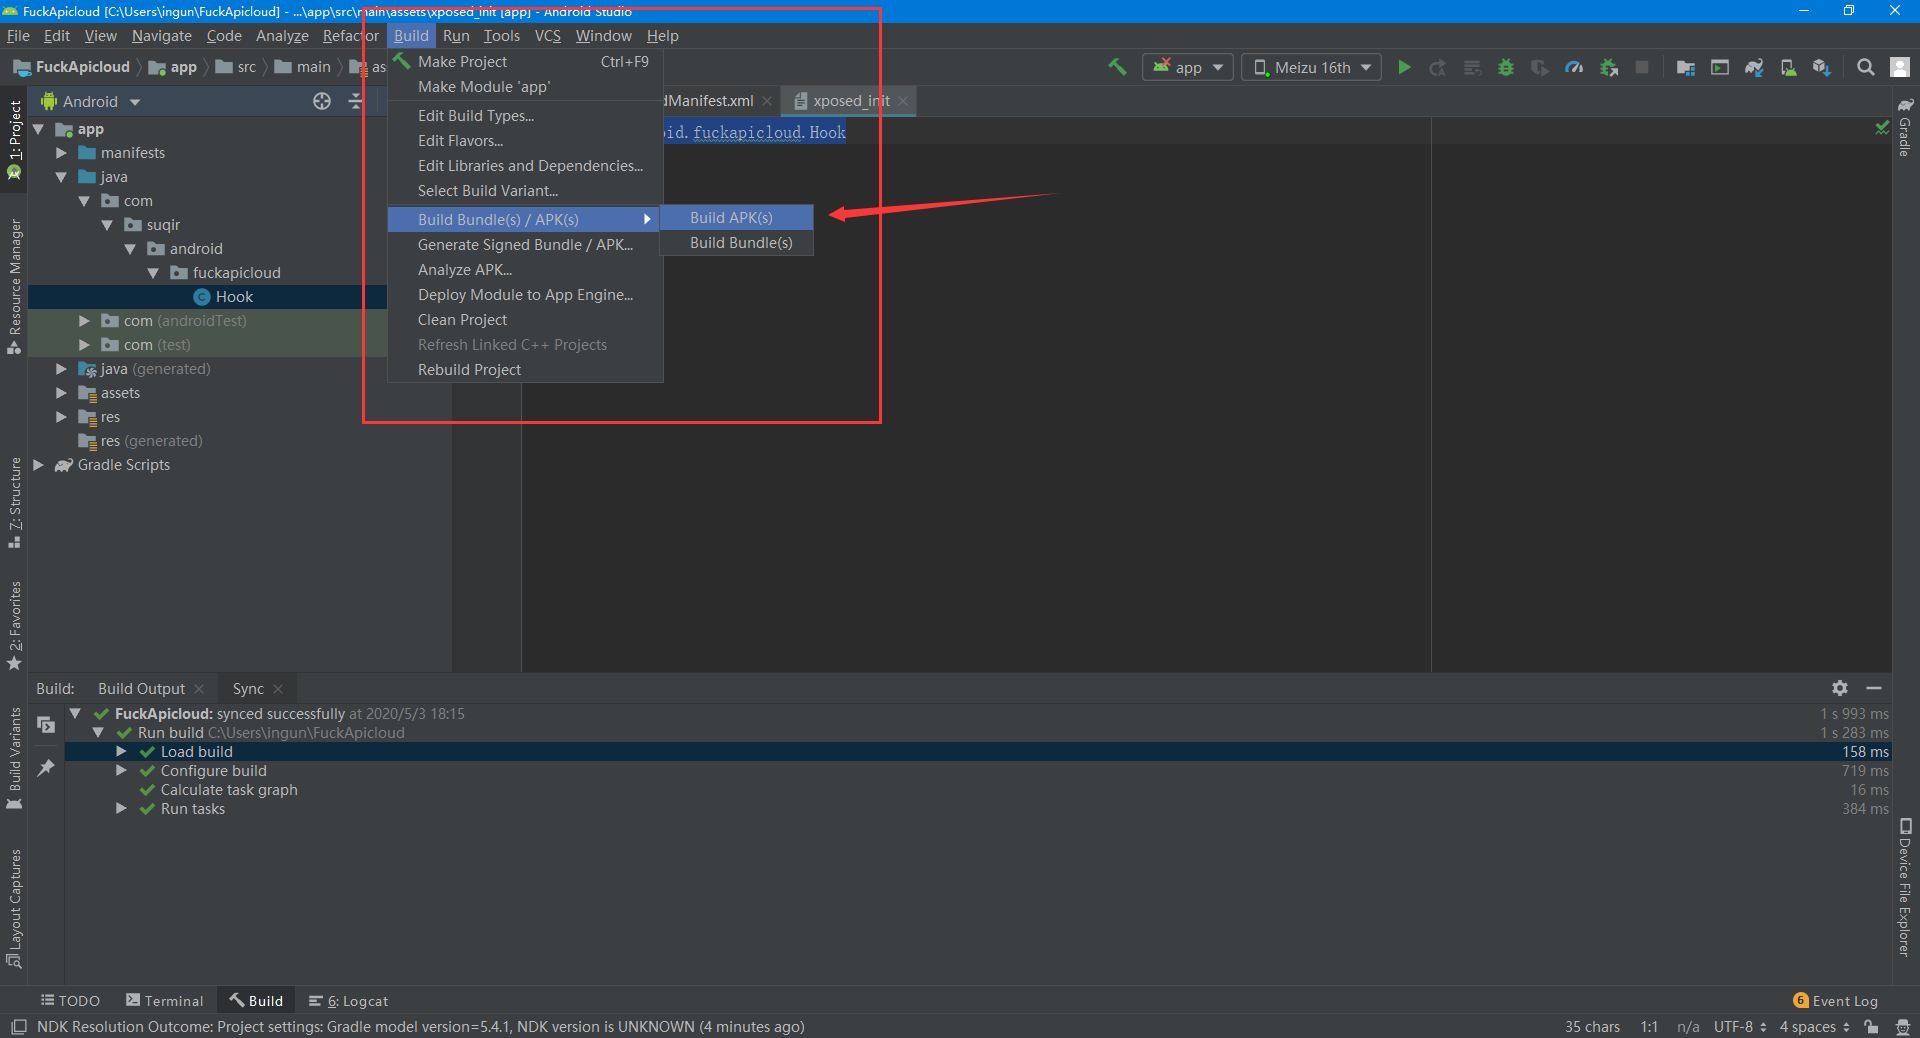 FuckApicloud [C:\Users\ingun\FuckApicloud] - ...\app\src\main\assets\xposed_init [app] - Android Studio
File Edit View Navigate Code Analyze Refactor Build Run Tools VCS Window Help
FuckApicloud app src main as
app Meizu 16th
Make Project Ctrl+F9
Make Module 'app'
Edit Build Types...
Edit Flavors...
Edit Libraries and Dependencies...
Select Build Variant...
Build Bundle(s) / APK(s)
Generate Signed Bundle / APK...
Analyze APK...
Deploy Module to App Engine...
Clean Project
Refresh Linked C++ Projects
Rebuild Project
Build APK(s)
Build Bundle(s)
Android
dManifest.xml xposed_init
id.fuckapicloud.Hook
app
manifests
java
com
suqir
android
fuckapicloud
C Hook
com (androidTest)
com (test)
java (generated)
assets
res
res (generated)
Gradle Scripts
1: Project
Resource Manager
7: Structure
2: Favorites
Build Variants
Layout Captures
Gradle
Device File Explorer
Build: Build Output Sync
FuckApicloud: synced successfully at 2020/5/3 18:15 1 s 993 ms
Run build C:\Users\ingun\FuckApicloud 1 s 283 ms
Load build 158 ms
Configure build 719 ms
Calculate task graph 16 ms
Run tasks 384 ms
TODO Terminal Build 6: Logcat 6 Event Log
NDK Resolution Outcome: Project settings: Gradle model version=5.4.1, NDK version is UNKNOWN (4 minutes ago) 35 chars 1:1 n/a UTF-8 4 spaces